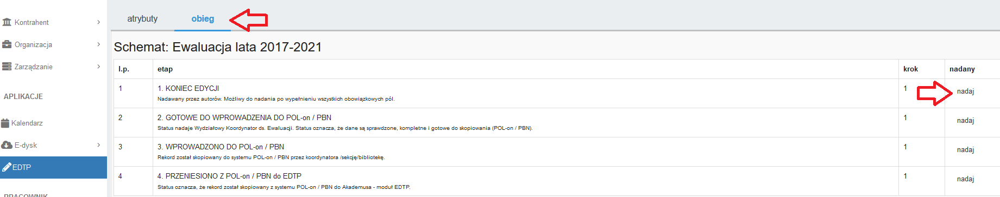 Kontrahent
Organizacja
Zarządzanie
APLIKACJE
Kalendarz
E-dysk
EDTP
PRACOWNIK
atrybuty obieg
Schemat: Ewaluacja lata 2017-2021
l.p. etap krok nadany
1 1. KONIEC EDYCJI 1 nadaj
Nadawany przez autorów. Możliwy do nadania po wypełnieniu wszystkich obowiązkowych pól.
2 2. GOTOWE DO WPROWADZENIA DO POL-on / PBN 1 nadaj
Status nadaje Wydziałowy Koordynator ds. Ewaluacji. Status oznacza, że dane są sprawdzone, kompletne i gotowe do skopiowania (POL-on / PBN).
3 3. WPROWADZONO DO POL-on / PBN 1 nadaj
Rekord został skopiowany do systemu POL-on / PBN przez koordynatora /sekcję/bibliotekę.
4 4. PRZENIESIONO Z POL-on / PBN do EDTP 1 nadaj
Status oznacza, że rekord został skopiowany z systemu POL-on / PBN do Akademusa - moduł EDTP.